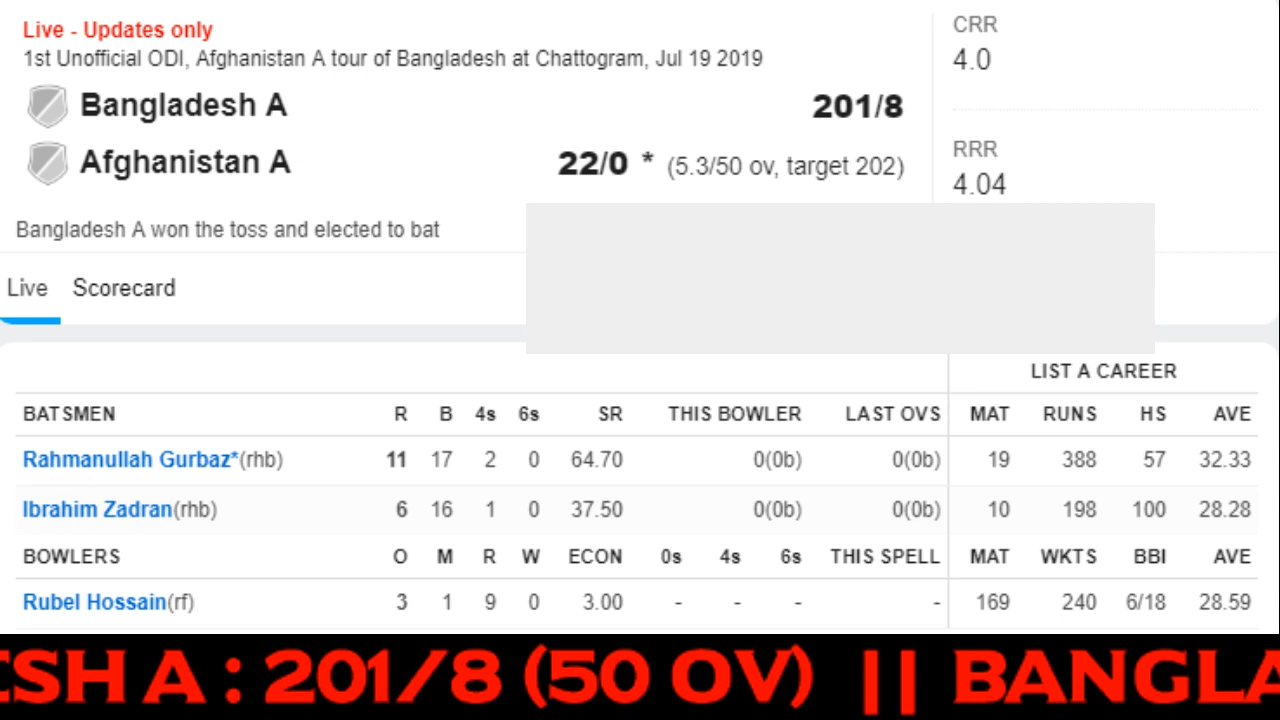 Live - Updates only
1st Unofficial ODI, Afghanistan A tour of Bangladesh at Chattogram, Jul 19 2019
Bangladesh A 201/8
Afghanistan A 22/0 * (5.3/50 ov, target 202)
CRR
4.0
RRR
4.04
Bangladesh A won the toss and elected to bat
Live Scorecard
LIST A CAREER
BATSMEN R B 4s 6s SR THIS BOWLER LAST OVS MAT RUNS HS AVE
Rahmanullah Gurbaz*(rhb) 11 17 2 0 64.70 0(0b) 0(0b) 19 388 57 32.33
Ibrahim Zadran(rhb) 6 16 1 0 37.50 0(0b) 0(0b) 10 198 100 28.28
BOWLERS O M R W ECON 0s 4s 6s THIS SPELL MAT WKTS BBI AVE
Rubel Hossain(rf) 3 1 9 0 3.00 - - - - 169 240 6/18 28.59
ESH A : 201/8 (50 OV) || BANGLA